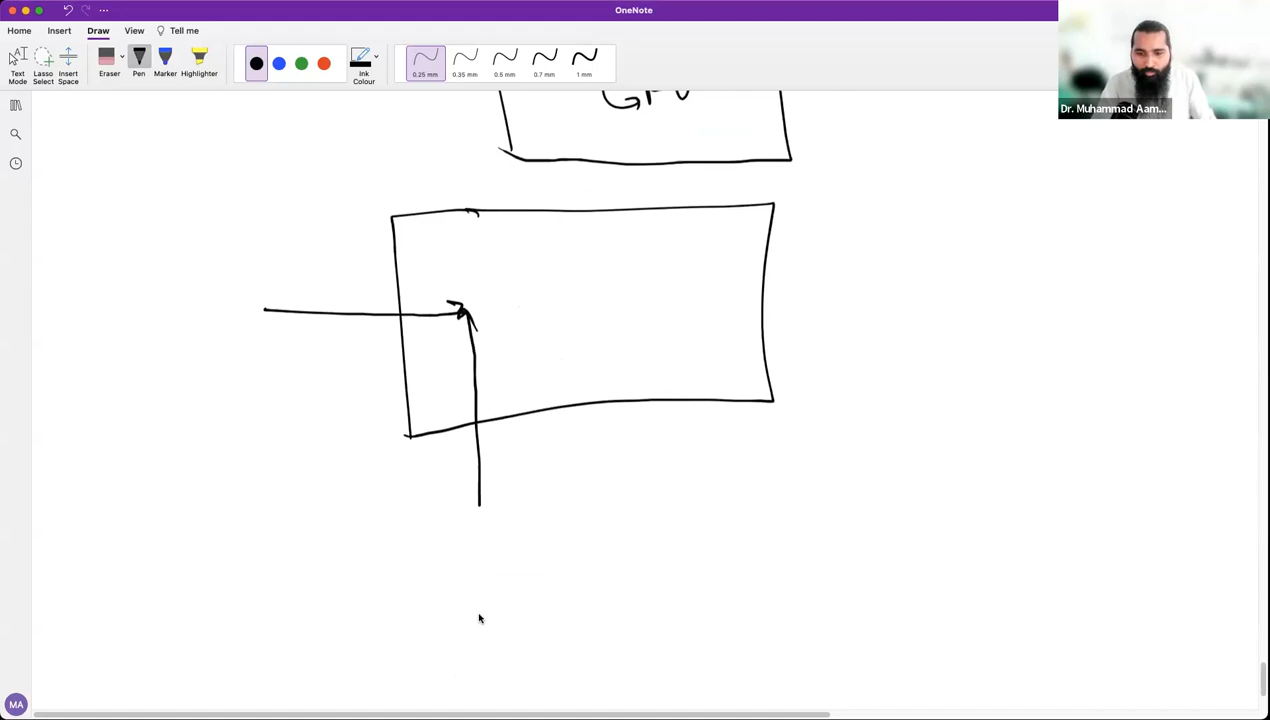 OneNote
Home Insert Draw View Tell me
Text Mode
Lasso Select
Insert Space
Eraser
Pen
Marker
Highlighter
Ink Colour
0.25 mm
0.35 mm
0.5 mm
0.7 mm
1 mm
Dr. Muhammad Aam...
MA